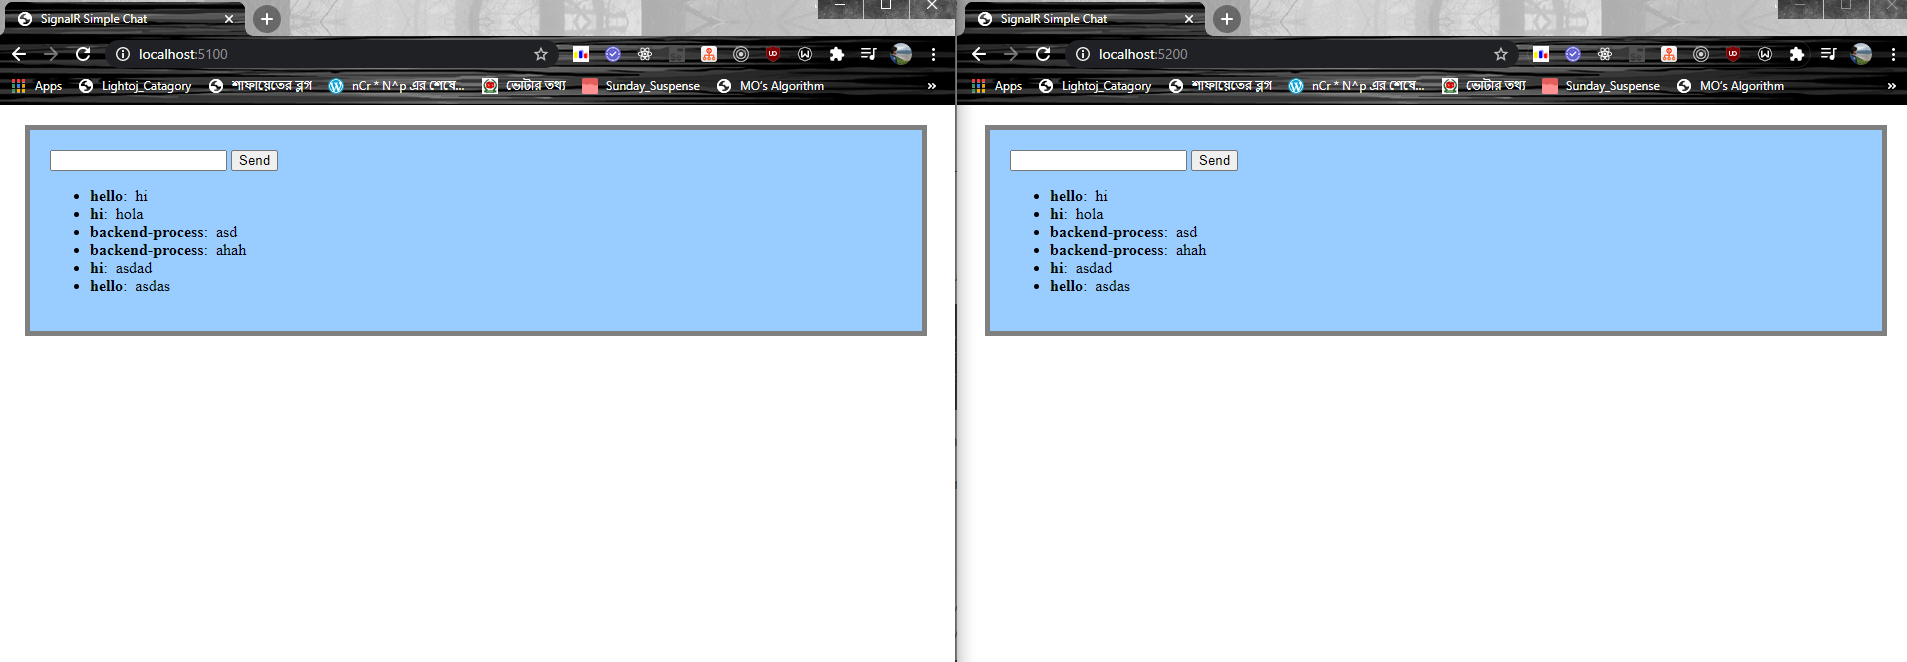 SignalR Simple Chat
localhost:5100
Apps Lightoj_Catagory শাফায়েতের ব্লগ nCr * N^p এর শেষে... ভোটার তথ্য Sunday_Suspense MO's Algorithm »
Send
hello: hi
hi: hola
backend-process: asd
backend-process: ahah
hi: asdad
hello: asdas
SignalR Simple Chat
localhost:5200
Apps Lightoj_Catagory শাফায়েতের ব্লগ nCr * N^p এর শেষে... ভোটার তথ্য Sunday_Suspense MO's Algorithm »
Send
hello: hi
hi: hola
backend-process: asd
backend-process: ahah
hi: asdad
hello: asdas